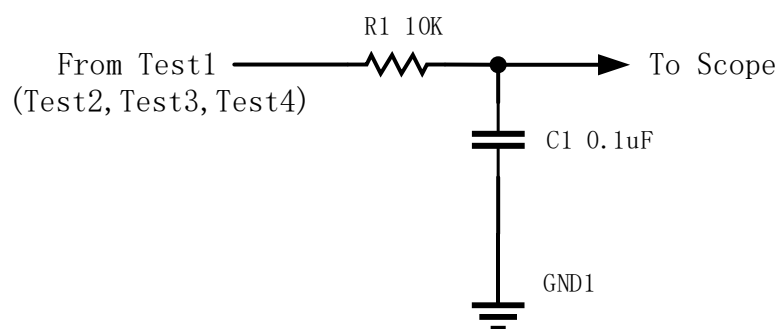 R1 10K
From Test1
(Test2,Test3,Test4)
To Scope
C1 0.1uF
GND1